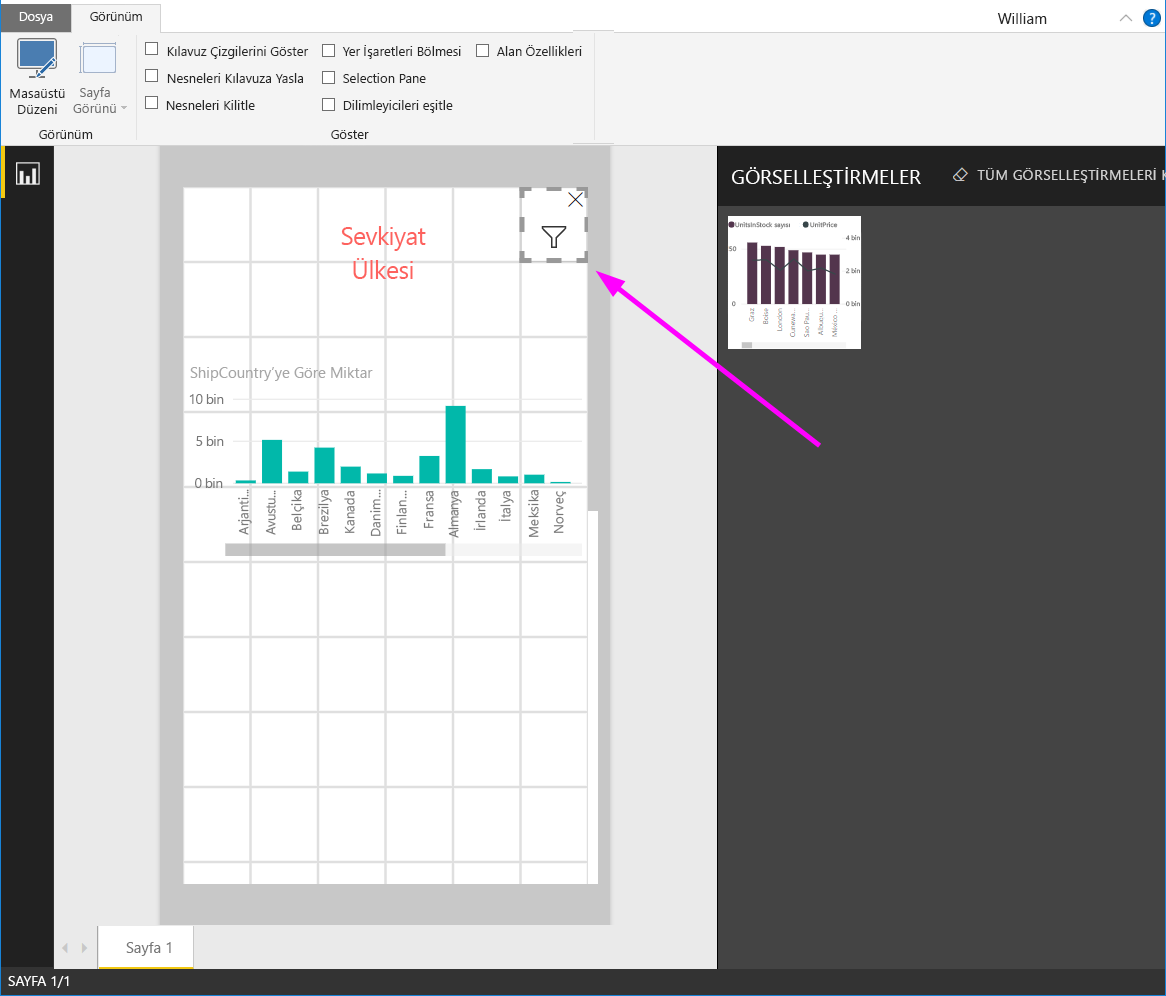 Dosya
Görünüm
William
?
Masaüstü
Düzeni
Sayfa
Görünü
Görünüm
Kılavuz Çizgilerini Göster
Nesneleri Kılavuza Yasla
Nesneleri Kilitle
Yer İşaretleri Bölmesi
Selection Pane
Dilimleyicileri eşitle
Alan Özellikleri
Göster
Sevkiyat
Ülkesi
ShipCountry'ye Göre Miktar
10 bin
5 bin
0 bin
Arjanti...
Avustu...
Belçika
Brezilya
Kanada
Danim...
Finlan...
Fransa
Almanya
İrlanda
İtalya
Meksika
Norveç
GÖRSELLEŞTİRMELER
TÜM GÖRSELLEŞTİRMELERİ K
UnitsInStock sayısı
UnitPrice
50
0
4 bin
2 bin
0 bin
Graz
Boise
London
Cunewa...
Sao Pau...
Albuqu...
México ...
Sayfa 1
SAYFA 1/1